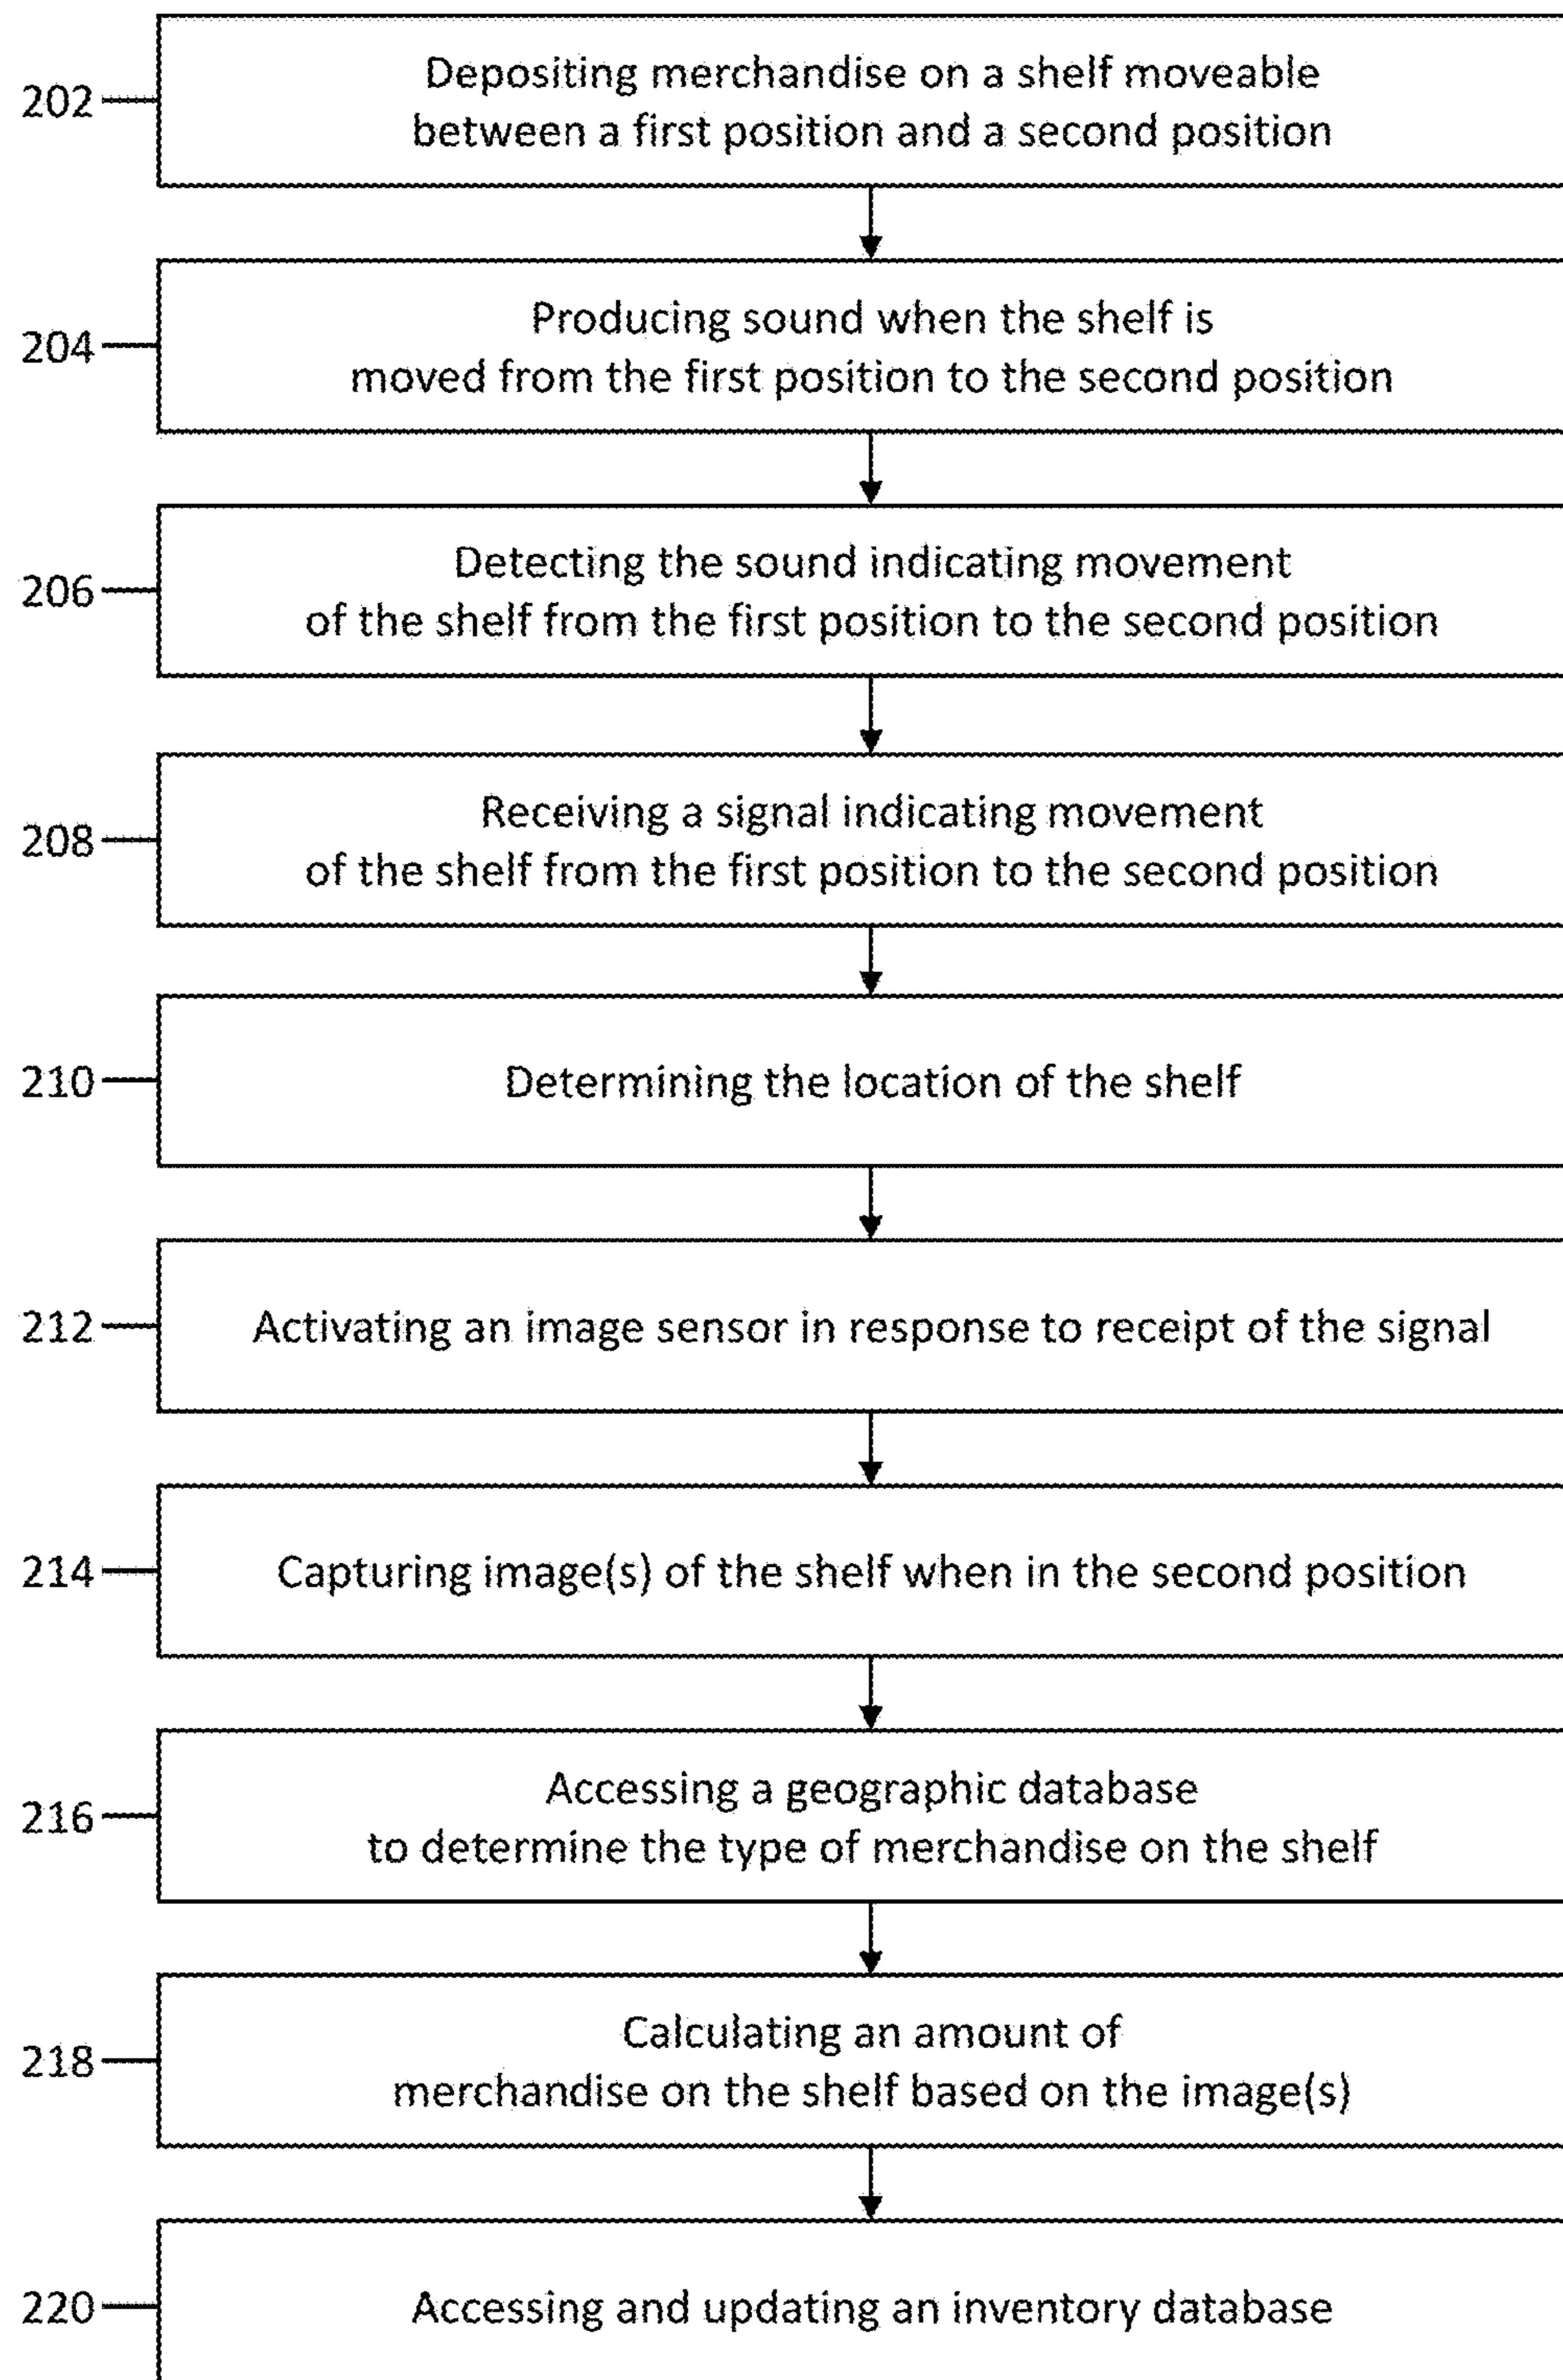 202
Depositing merchandise on a shelf moveable
between a first position and a second position
204
Producing sound when the shelf is
moved from the first position to the second position
206
Detecting the sound indicating movement
of the shelf from the first position to the second position
208
Receiving a signal indicating movement
of the shelf from the first position to the second position
210
Determining the location of the shelf
212
Activating an image sensor in response to receipt of the signal
214
Capturing image(s) of the shelf when in the second position
216
Accessing a geographic database
to determine the type of merchandise on the shelf
218
Calculating an amount of
merchandise on the shelf based on the image(s)
220
Accessing and updating an inventory database